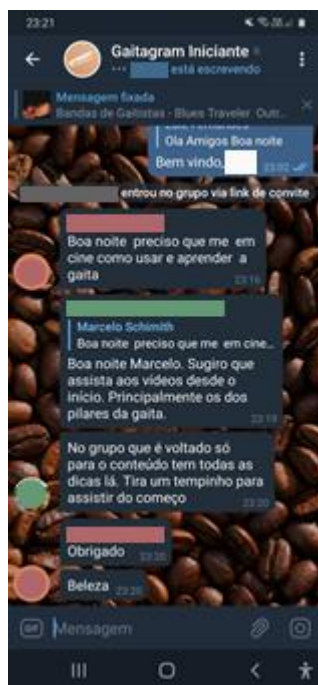 23:21
Gaitagram Iniciante
está escrevendo
Mensagem fixada
Bandas de Gaitistas - Blues Traveler Outr...
Ola Amigos Boa noite
Bem vindo,
23:02
entrou no grupo via link de convite
Boa noite preciso que me em
cine como usar e aprender a
gaita
23:16
Marcelo Schimith
Boa noite preciso que me em cine...
Boa noite Marcelo. Sugiro que
assista aos vídeos desde o
início. Principalmente os dos
pilares da gaita.
23:19
No grupo que é voltado só
para o conteúdo tem todas as
dicas lá. Tira um tempinho para
assistir do começo
23:20
Obrigado 23:20
Beleza 23:20
GIF Mensagem